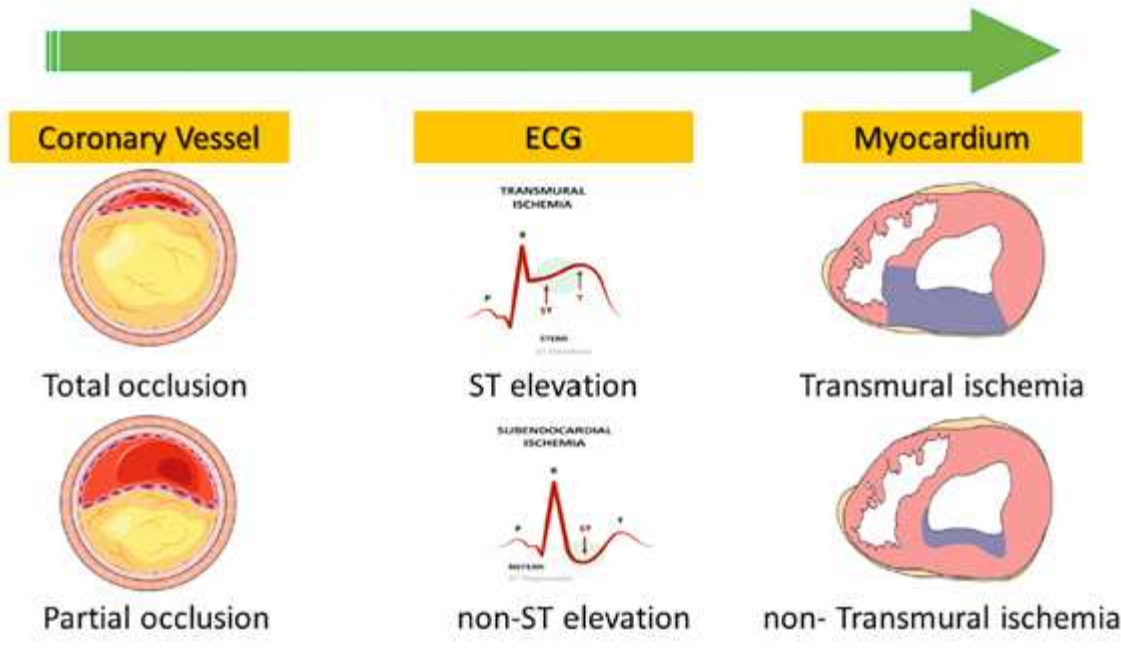 Coronary Vessel
ECG
Myocardium
TRANSMURAL
ISCHEMIA
R
P
ST
T
STEMI
Total occlusion
ST elevation
Transmural ischemia
SUBENDOCARDIAL
ISCHEMIA
R
P
ST
T
NSTEMI
Partial occlusion
non-ST elevation
non- Transmural ischemia